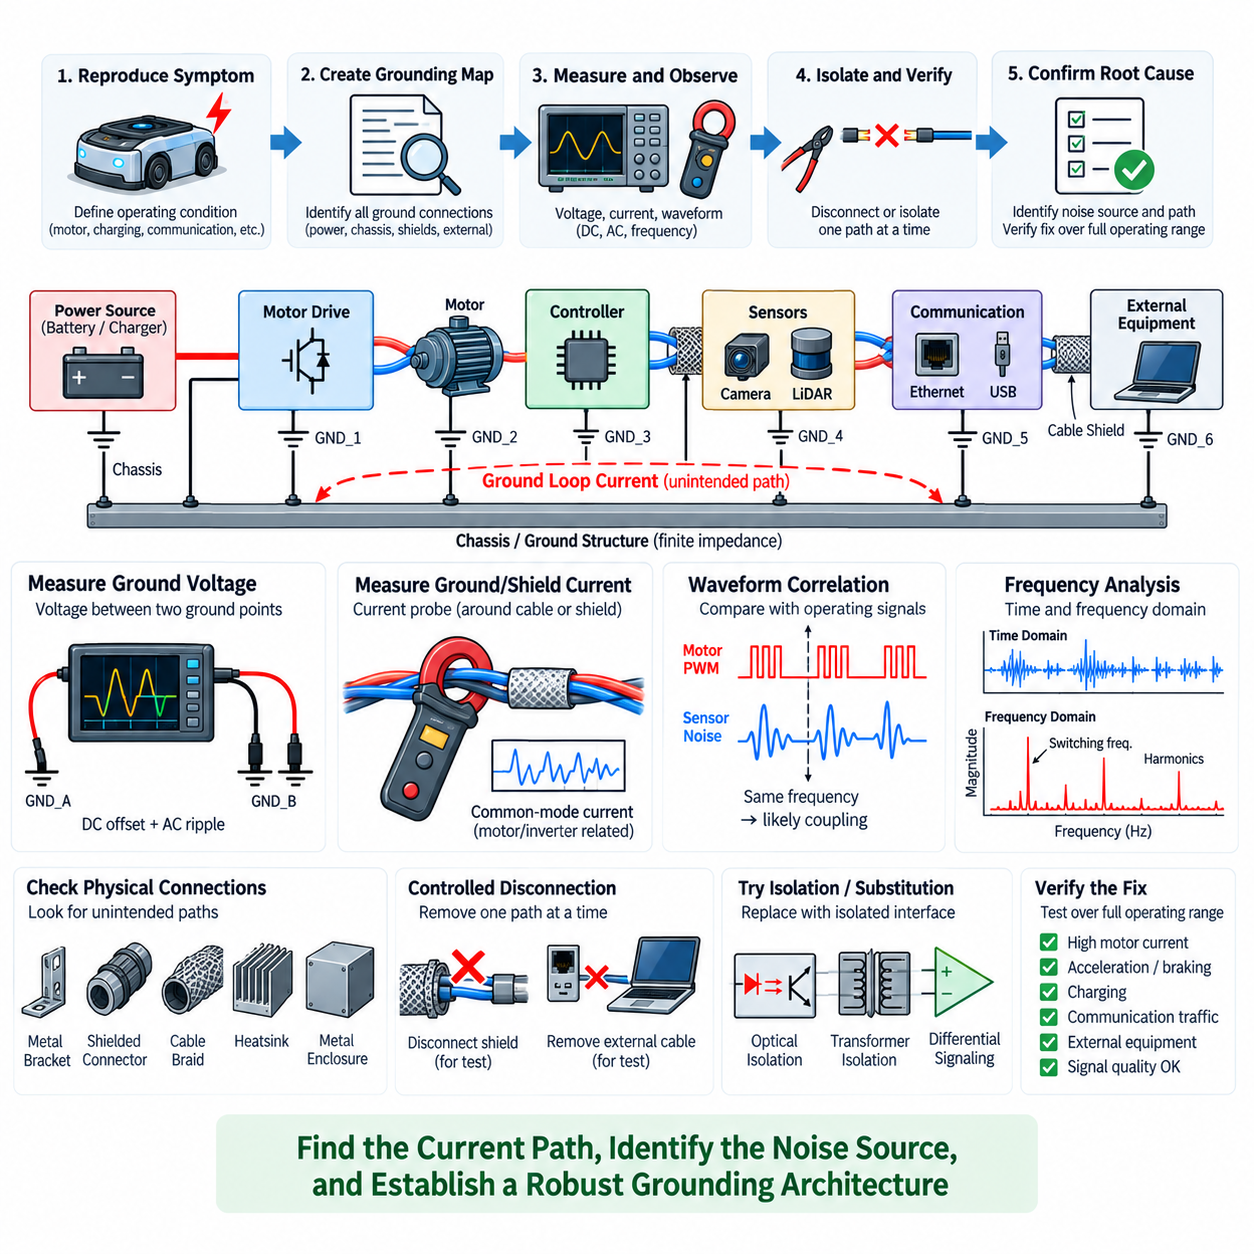 1. Reproduce Symptom
Define operating condition
(motor, charging, communication, etc.)
2. Create Grounding Map
Identify all ground connections
(power, chassis, shields, external)
3. Measure and Observe
Voltage, current, waveform
(DC, AC, frequency)
4. Isolate and Verify
Disconnect or isolate
one path at a time
5. Confirm Root Cause
Identify noise source and path
Verify fix over full operating range
Power Source
(Battery / Charger)
Motor Drive
Motor
Controller
Sensors
Camera
LiDAR
Communication
Ethernet
USB
External
Equipment
Cable Shield
Chassis
GND_1
GND_2
GND_3
GND_4
GND_5
GND_6
Ground Loop Current (unintended path)
Chassis / Ground Structure (finite impedance)
Measure Ground Voltage
Voltage between two ground points
GND_A
GND_B
DC offset + AC ripple
Measure Ground/Shield Current
Current probe (around cable or shield)
Common-mode current
(motor/inverter related)
Waveform Correlation
Compare with operating signals
Motor
PWM
Sensor
Noise
Same frequency
→ likely coupling
Frequency Analysis
Time and frequency domain
Time Domain
Frequency Domain
Switching freq.
Harmonics
Magnitude
Frequency (Hz)
Check Physical Connections
Look for unintended paths
Metal
Bracket
Shielded
Connector
Cable
Braid
Heatsink
Metal
Enclosure
Controlled Disconnection
Remove one path at a time
Disconnect shield
(for test)
Remove external cable
(for test)
Try Isolation / Substitution
Replace with isolated interface
Optical
Isolation
Transformer
Isolation
Differential
Signaling
Verify the Fix
Test over full operating range
High motor current
Acceleration / braking
Charging
Communication traffic
External equipment
Signal quality OK
Find the Current Path, Identify the Noise Source,
and Establish a Robust Grounding Architecture